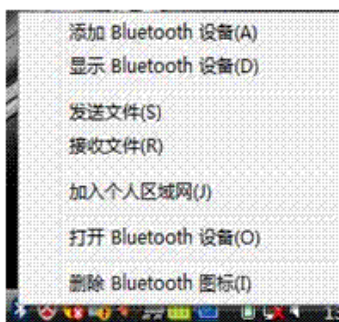 添加 Bluetooth 设备(A)
显示 Bluetooth 设备(D)
发送文件(S)
接收文件(R)
加入个人区域网(J)
打开 Bluetooth 设置(O)
删除 Bluetooth 图标(I)